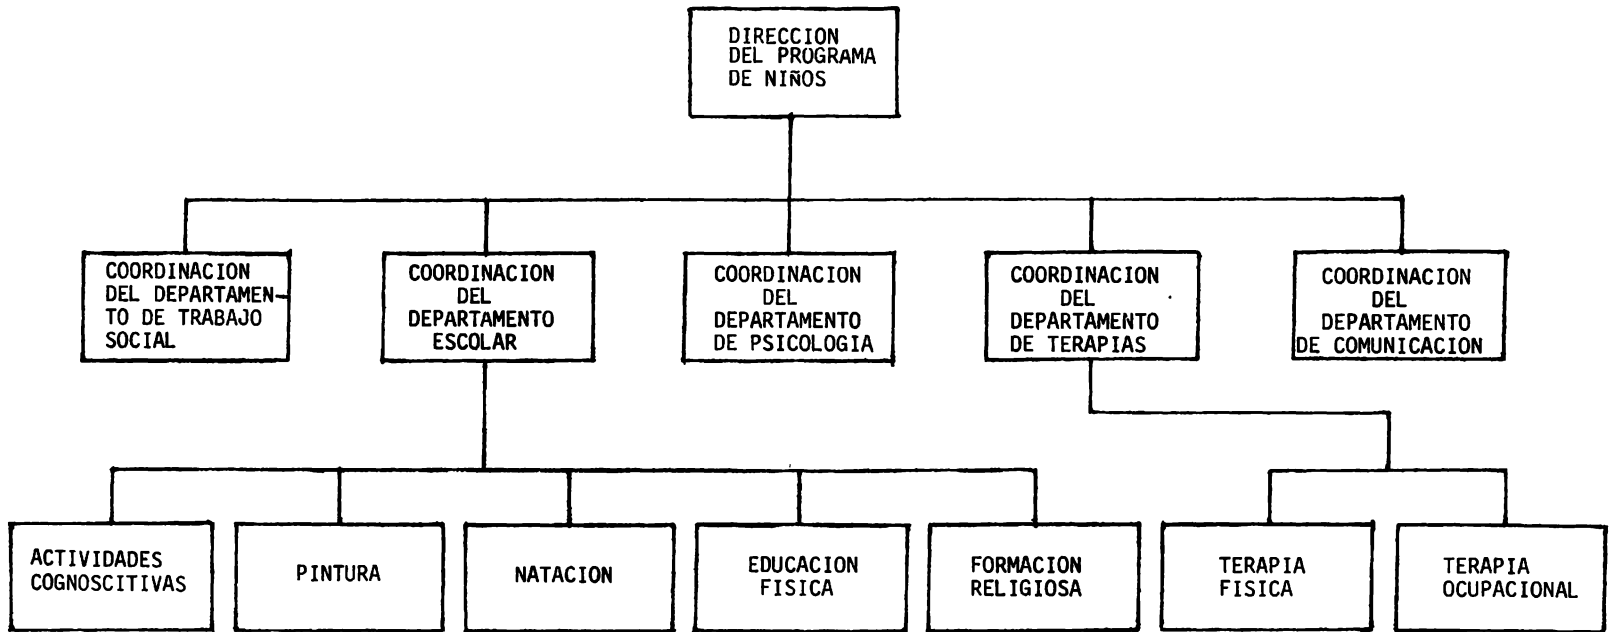 DIRECCION
DEL PROGRAMA
DE NIÑOS
COORDINACION
DEL DEPARTAMEN-
TO DE TRABAJO
SOCIAL
COORDINACION
DEL
DEPARTAMENTO
ESCOLAR
COORDINACION
DEL
DEPARTAMENTO
DE PSICOLOGIA
COORDINACION
DEL
DEPARTAMENTO
DE TERAPIAS
COORDINACION
DEL
DEPARTAMENTO
DE COMUNICACION
ACTIVIDADES
COGNOSCITIVAS
PINTURA
NATACION
EDUCACION
FISICA
FORMACION
RELIGIOSA
TERAPIA
FISICA
TERAPIA
OCUPACIONAL